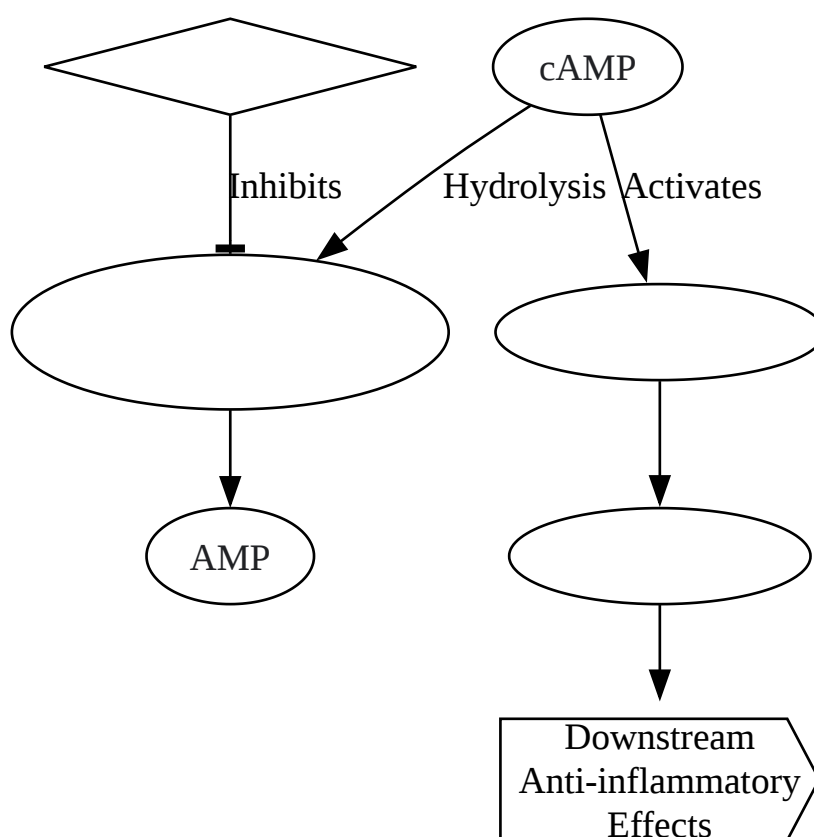 cAMP
Inhibits
Hydrolysis
Activates
AMP
Downstream
Anti-inflammatory
Effects